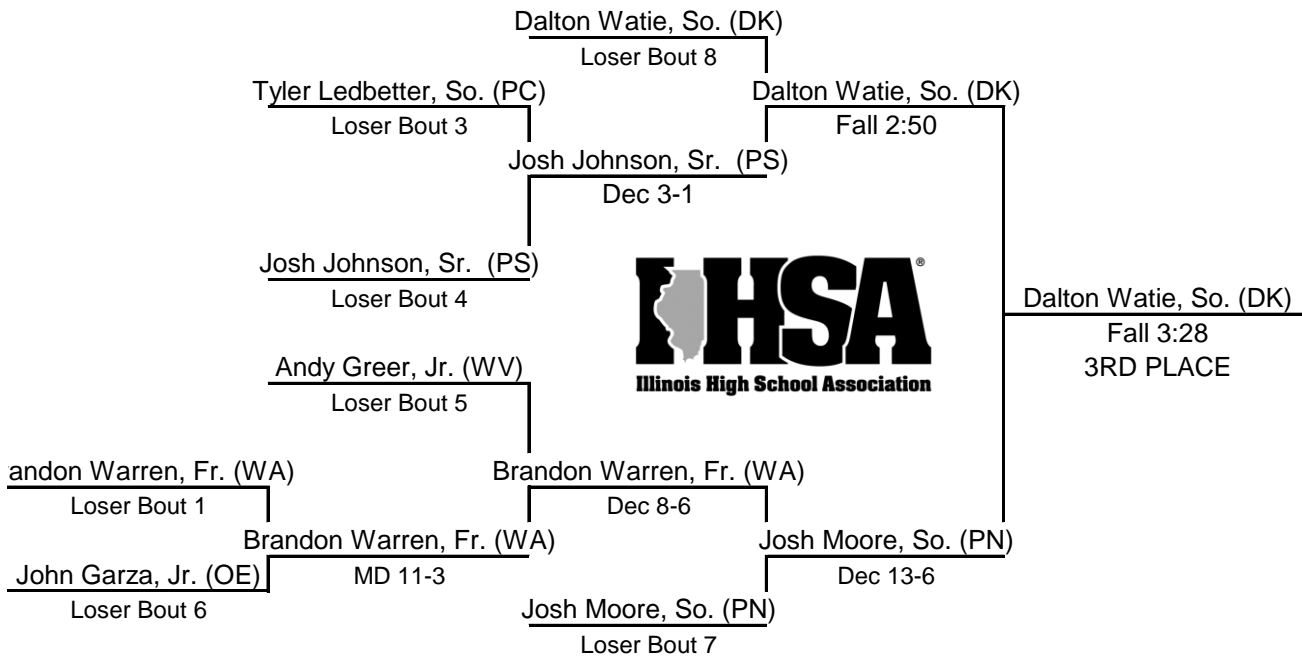 Dalton Watie, So. (DK)
Loser Bout 8
Tyler Ledbetter, So. (PC)
Loser Bout 3
Dalton Watie, So. (DK)
Fall 2:50
Josh Johnson, Sr. (PS)
Dec 3-1
Josh Johnson, Sr. (PS)
Loser Bout 4
IHSA®
Illinois High School Association
Dalton Watie, So. (DK)
Fall 3:28
3RD PLACE
Andy Greer, Jr. (WV)
Loser Bout 5
andon Warren, Fr. (WA)
Loser Bout 1
Brandon Warren, Fr. (WA)
Dec 8-6
Brandon Warren, Fr. (WA)
MD 11-3
Josh Moore, So. (PN)
Dec 13-6
John Garza, Jr. (OE)
Loser Bout 6
Josh Moore, So. (PN)
Loser Bout 7